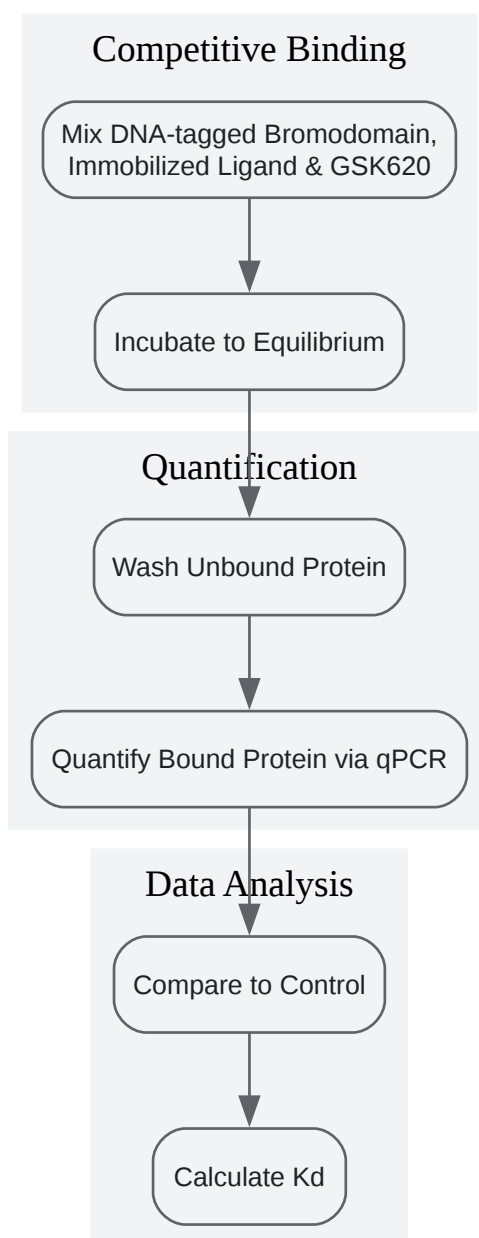 Competitive Binding
Mix DNA-tagged Bromodomain,
Immobilized Ligand & GSK620
Incubate to Equilibrium
Quantification
Wash Unbound Protein
Quantify Bound Protein via qPCR
Data Analysis
Compare to Control
Calculate Kd